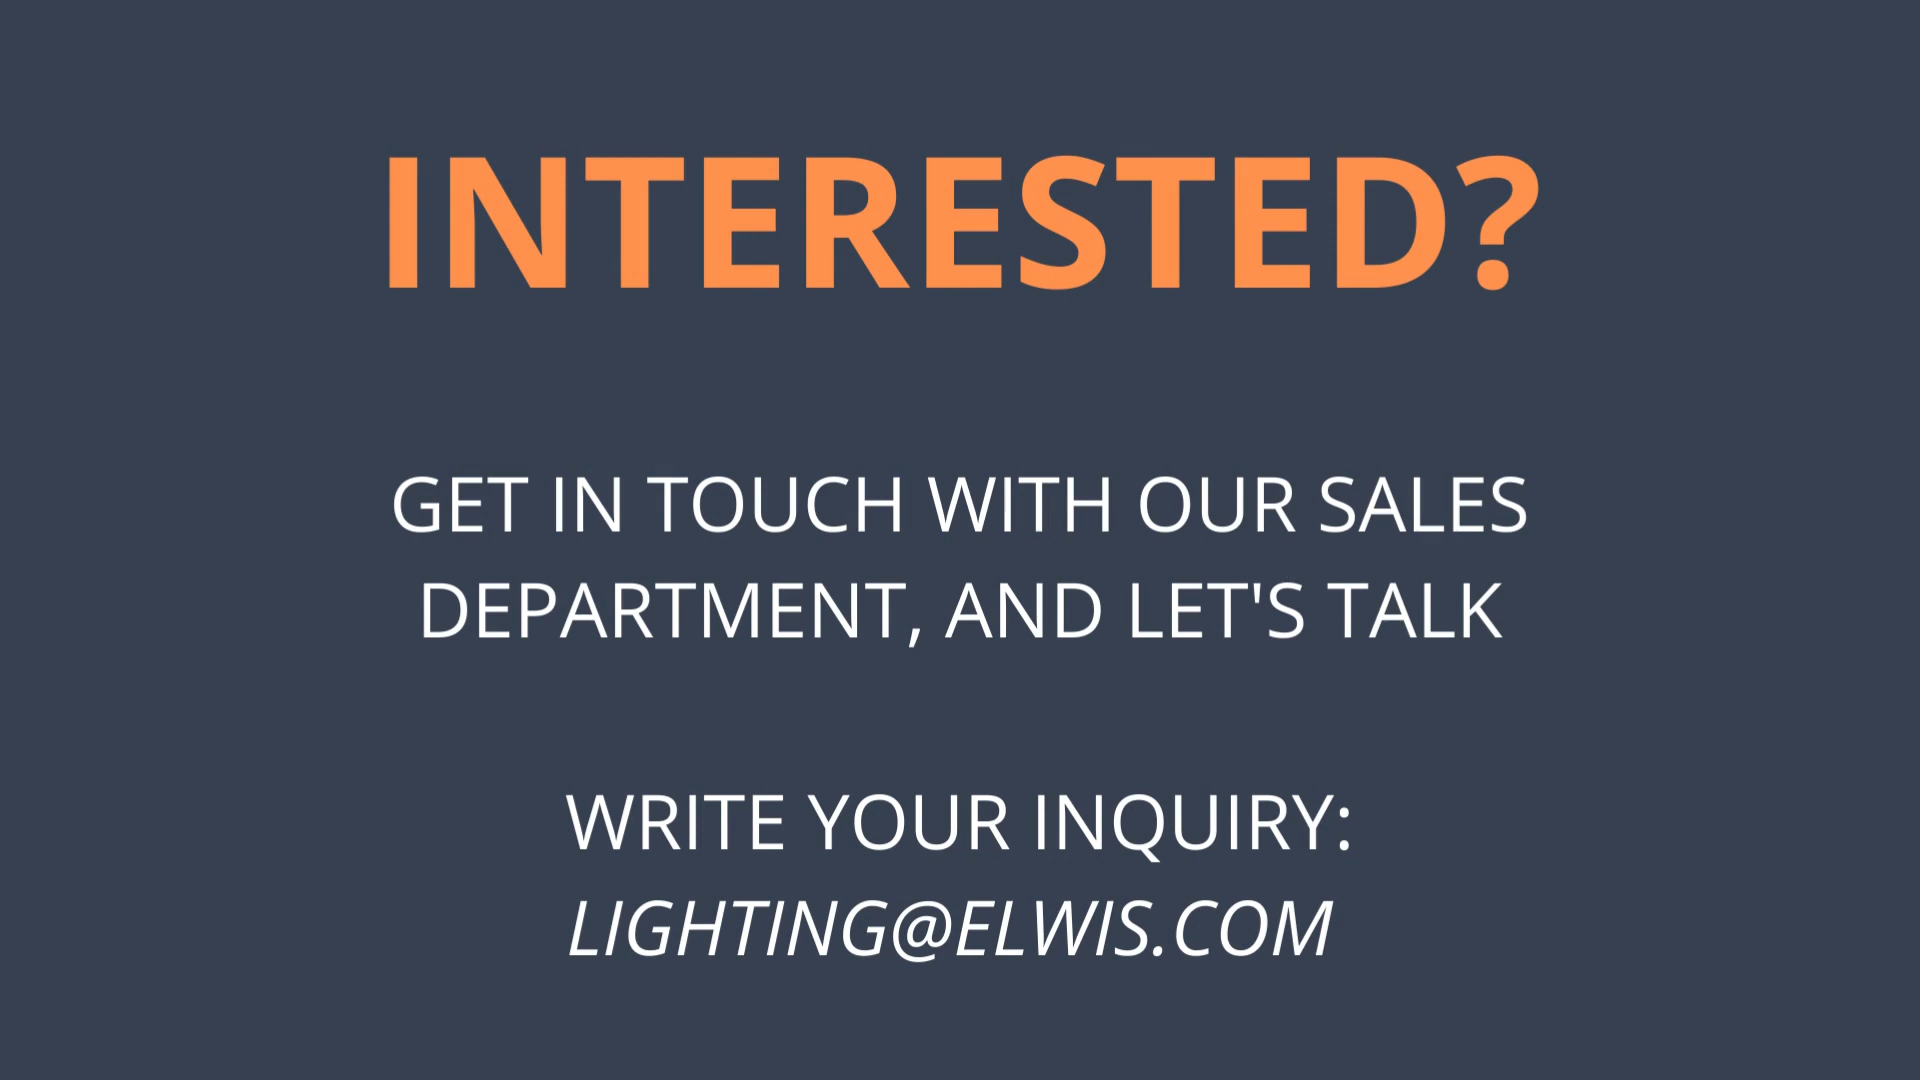 INTERESTED?
GET IN TOUCH WITH OUR SALES
DEPARTMENT, AND LET'S TALK
WRITE YOUR INQUIRY:
LIGHTING@ELWIS.COM